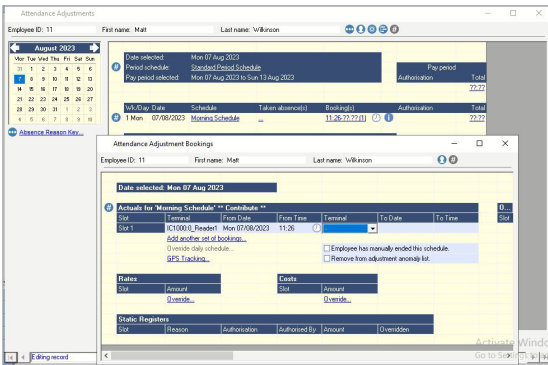 Attendance Adjustments
Employee ID: 11 First name: Matt Last name: Wilkinson
August 2023
Mon Tue Wed Thu Fri Sat Sun
31 1 2 3 4 5 6
7 8 9 10 11 12 13
14 15 16 17 18 19 20
21 22 23 24 25 26 27
28 29 30 31 1 2 3
4 5 6 7 8 9 10
Absence Reason Key...
Date selected: Mon 07 Aug 2023
Period schedule: Standard Period Schedule Pay period
Pay period selected: Mon 07 Aug 2023 to Sun 13 Aug 2023 Authorisation Total
??.??
Wk/Day Date Schedule Taken absence(s) Booking(s) Authorisation Total
1 Mon 07/08/2023 Morning Schedule ... 11:26-??.?? [1] ??.??
Attendance Adjustment Bookings
Employee ID: 11 First name: Matt Last name: Wilkinson
Date selected: Mon 07 Aug 2023
Actuals for 'Morning Schedule' ** Contribute ** O...
Slot Terminal From Date From Time Terminal To Date To Time Slot
Slot 1 IC1000:0_Reader1 Mon 07/08/2023 11:26 -
Add another set of bookings...
Override daily schedule... Employee has manually ended this schedule.
GPS Tracking... Remove from adjustment anomaly list.
Rates Costs
Slot Amount Slot Amount
Override... Override...
Static Registers
Slot Reason Authorisation Authorised By Amount Overridden
Activate Windo
Go to Settings to
Editing record